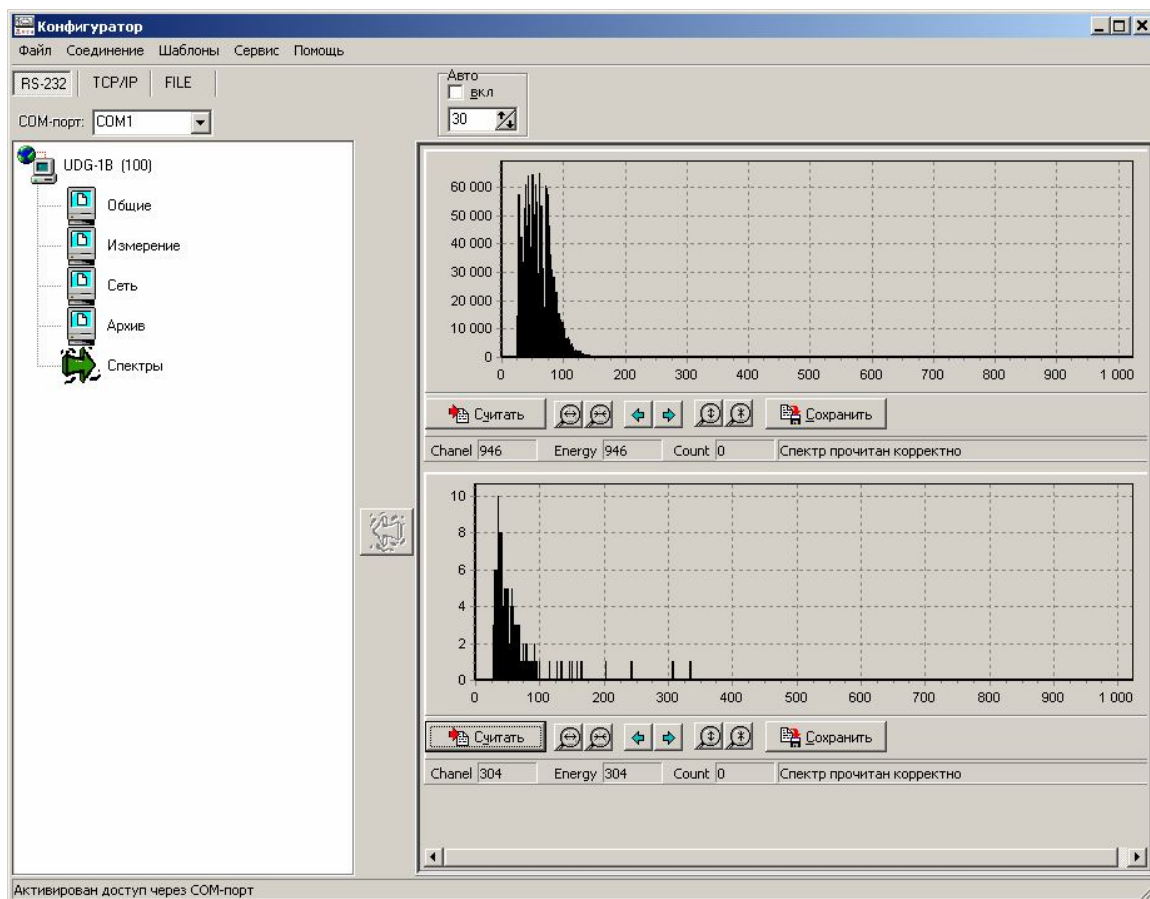 Конфигуратор
Файл Соединение Шаблоны Сервис Помощь
RS-232 TCP/IP FILE
COM-порт: COM1
Авто
вкл
30
UDG-1B (100)
Общие
Измерение
Сеть
Архив
Спектры
60 000
50 000
40 000
30 000
20 000
10 000
0
0 100 200 300 400 500 600 700 800 900 1 000
Считать Сохранить
Chanel 946 Energy 946 Count 0 Спектр прочитан корректно
10
8
6
4
2
0
0 100 200 300 400 500 600 700 800 900 1 000
Считать Сохранить
Chanel 304 Energy 304 Count 0 Спектр прочитан корректно
Активирован доступ через COM-порт